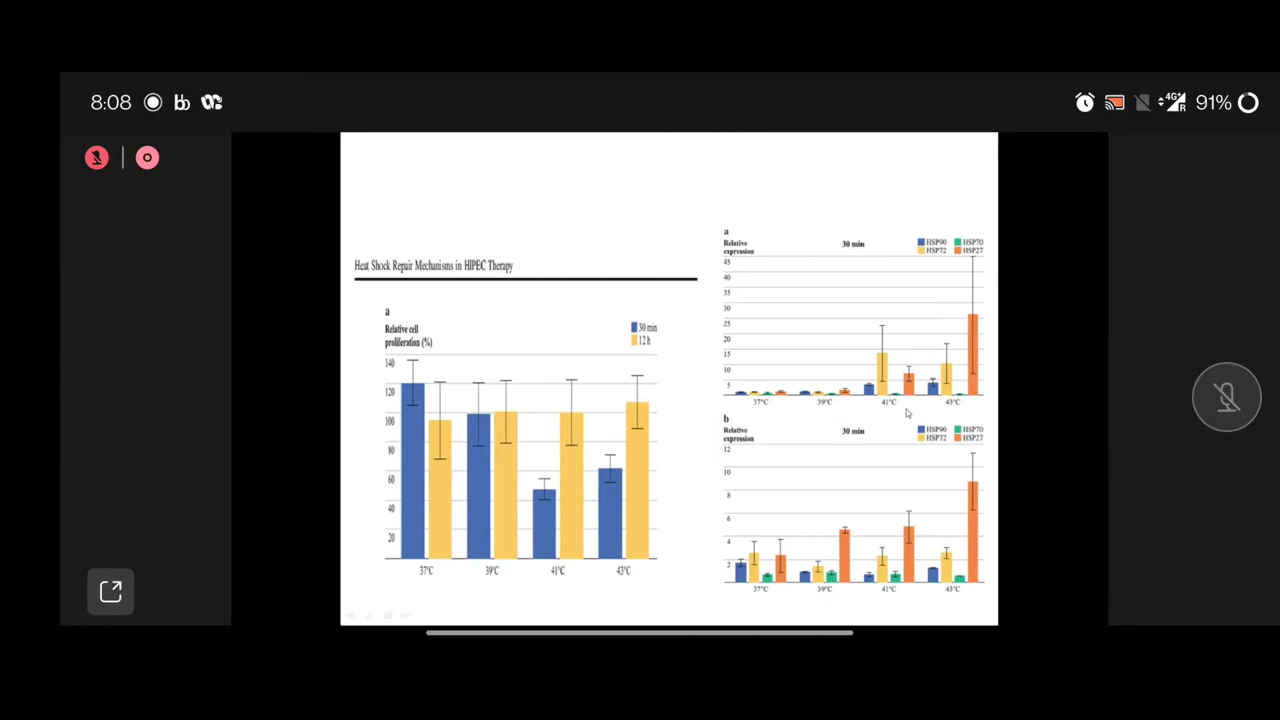 8:08
4G+
R
91%
Heat Shock Repair Mechanisms in HIPEC Therapy
a
Relative cell
proliferation (%)
30 min
12 h
140
120
100
80
60
40
20
37°C 39°C 41°C 43°C
a
Relative
expression
30 min
HSP90 HSP70
HSP72 HSP27
45
40
35
30
25
20
15
10
5
37°C 39°C 41°C 43°C
b
Relative
expression
30 min
HSP90 HSP70
HSP72 HSP27
12
10
8
6
4
2
37°C 39°C 41°C 43°C